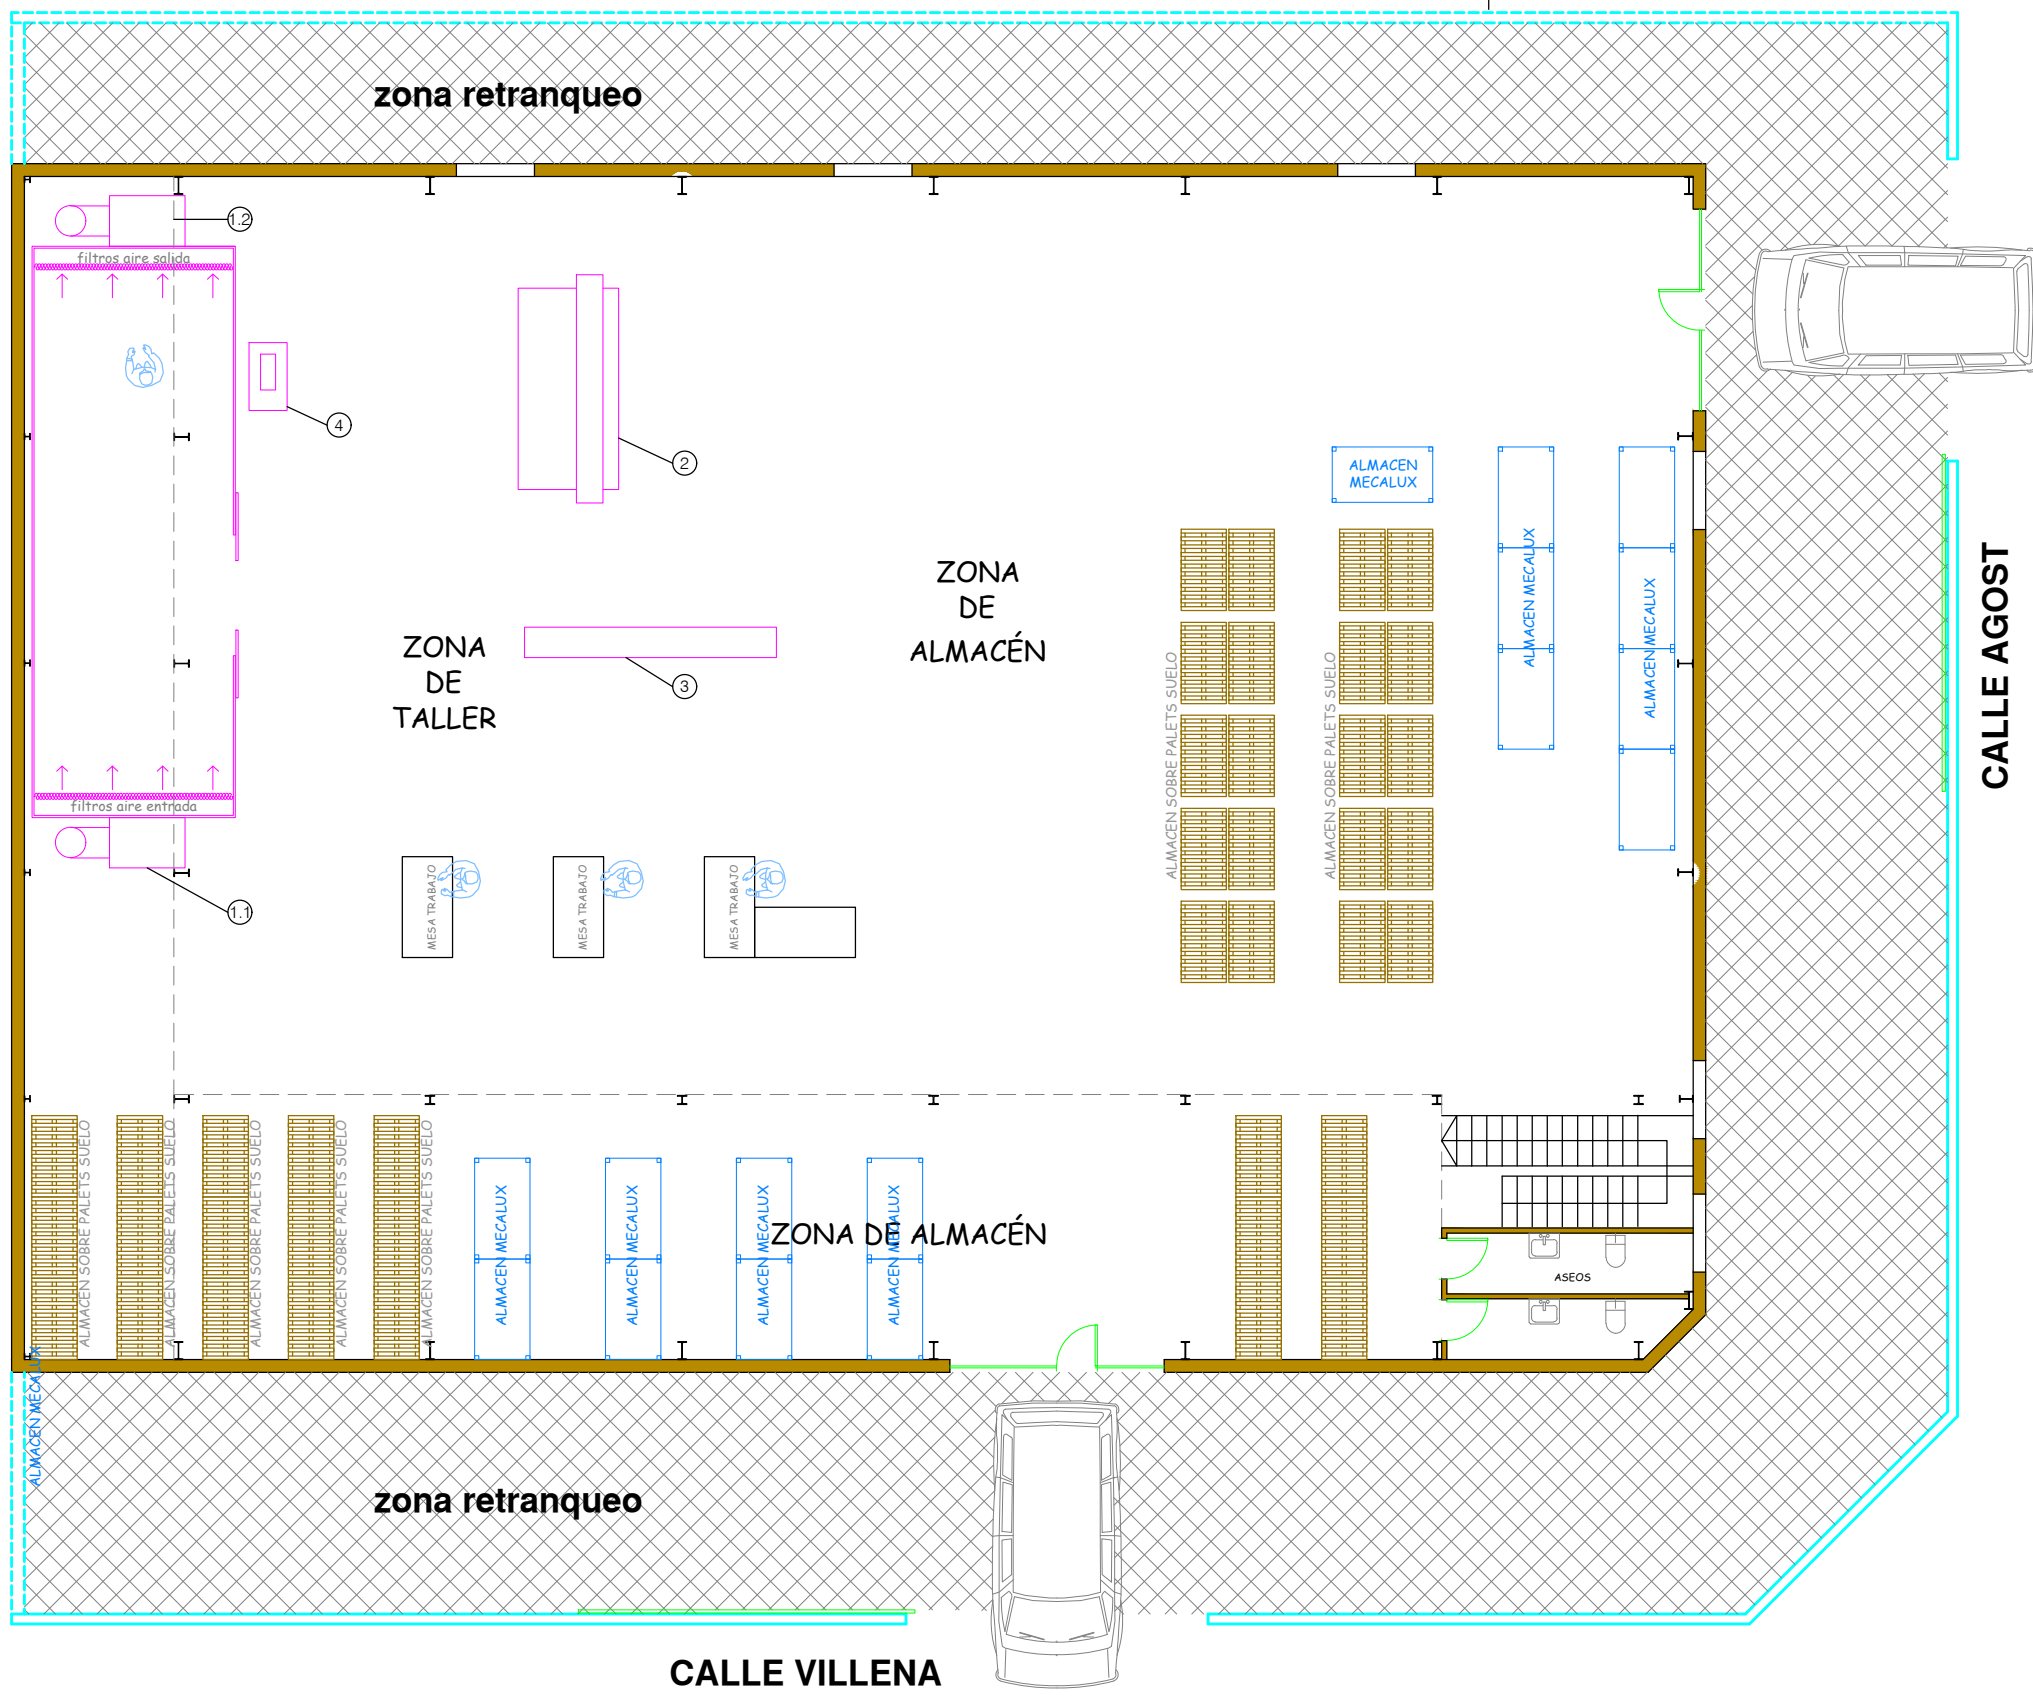 zona retranqueo
1.2
filtros aire salida
4
2
ALMACEN
MECALUX
ALMACEN MECALUX
ALMACEN MECALUX
ZONA
DE
ALMACÉN
ZONA
DE
TALLER
3
ALMACEN SOBRE PALETS SUELO
ALMACEN SOBRE PALETS SUELO
CALLE AGOST
filtros aire entrada
1.1
MESA TRABAJO
MESA TRABAJO
MESA TRABAJO
ALMACEN SOBRE PALETS SUELO
ALMACEN SOBRE PALETS SUELO
ALMACEN SOBRE PALETS SUELO
ALMACEN SOBRE PALETS SUELO
ALMACEN SOBRE PALETS SUELO
ALMACEN MECALUX
ALMACEN MECALUX
ALMACEN MECALUX
ALMACEN MECALUX
ZONA DE ALMACÉN
ASEOS
ALMACEN MECALUX
zona retranqueo
CALLE VILLENA